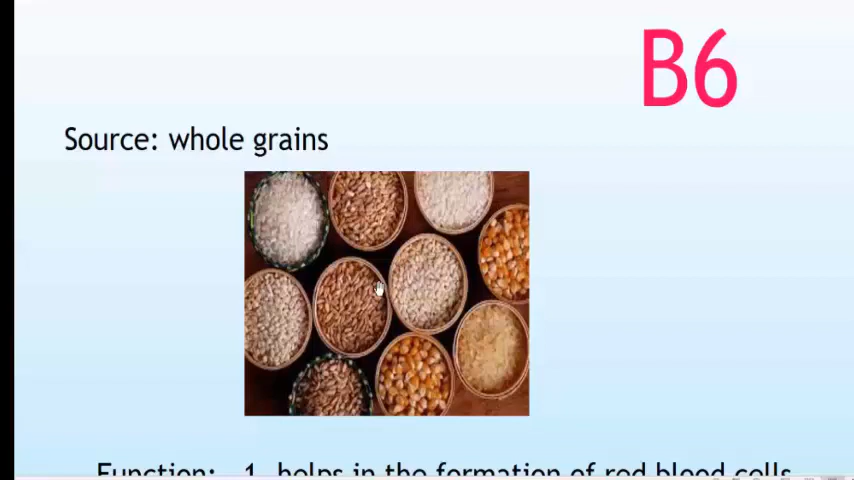 B6
Source: whole grains
Function: 1. helps in the formation of red blood cells